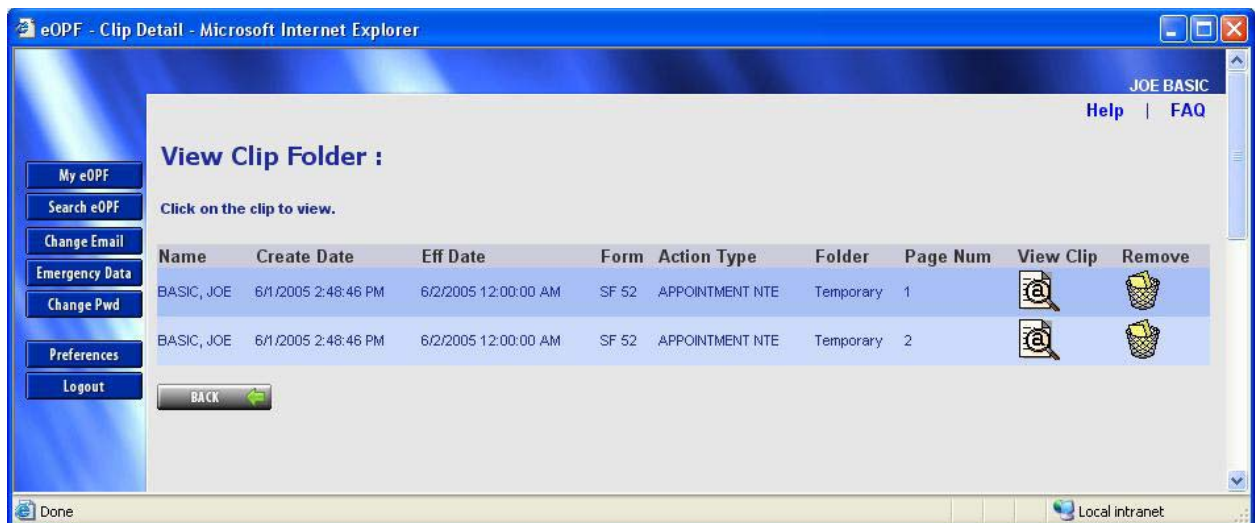 eOPF - Clip Detail - Microsoft Internet Explorer
JOE BASIC
Help | FAQ
View Clip Folder :
My eOPF
Search eOPF
Click on the clip to view.
Change Email
Emergency Data
Change Pwd
Preferences
Logout
Name Create Date Eff Date Form Action Type Folder Page Num View Clip Remove
BASIC, JOE 6/1/2005 2:48:46 PM 6/2/2005 12:00:00 AM SF 52 APPOINTMENT NTE Temporary 1
BASIC, JOE 6/1/2005 2:48:46 PM 6/2/2005 12:00:00 AM SF 52 APPOINTMENT NTE Temporary 2
BACK
Done
Local intranet